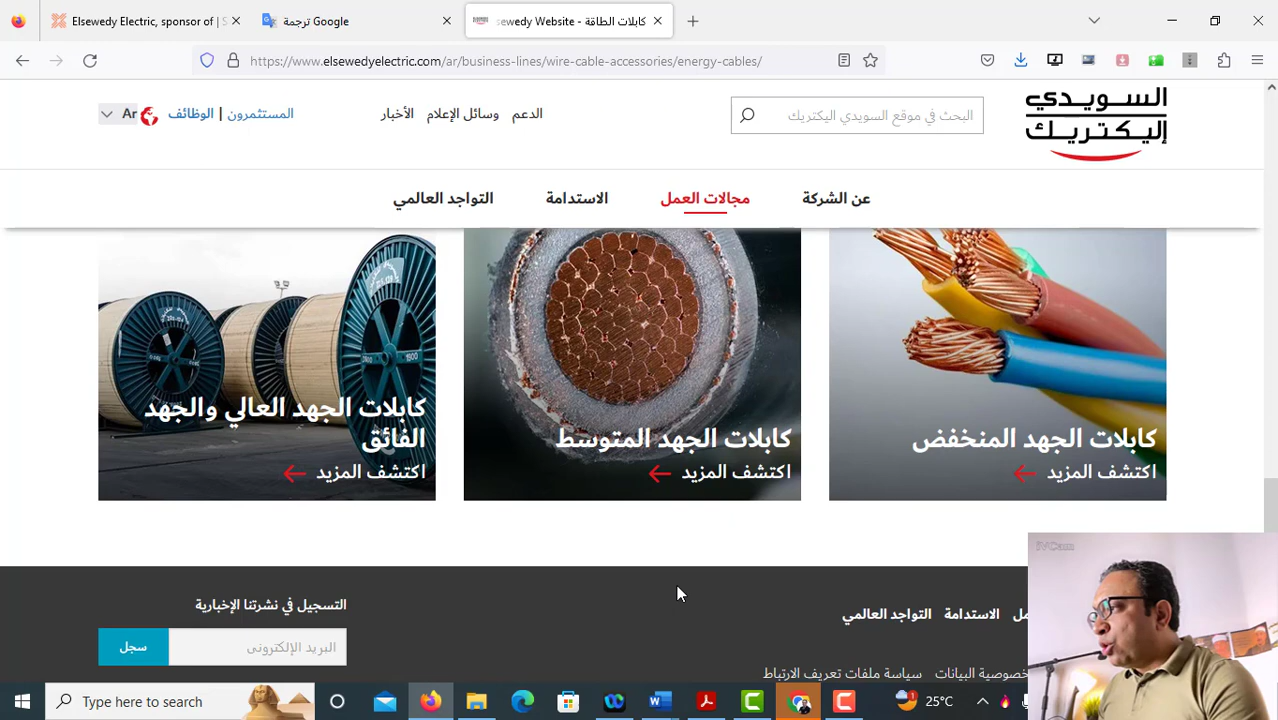 Elsewedy Electric, sponsor of | S
ترجمة Google
كابلات الطاقة - sewedy Website
https://www.elsewedyelectric.com/ar/business-lines/wire-cable-accessories/energy-cables/
السويدي
إليكتريك
البحث في موقع السويدي اليكتريك
الدعم
وسائل الإعلام
الأخبار
المستثمرون | الوظائف
Ar
عن الشركة
مجالات العمل
الاستدامة
التواجد العالمي
كابلات الجهد المنخفض
اكتشف المزيد
كابلات الجهد المتوسط
اكتشف المزيد
كابلات الجهد العالي والجهد
الفائق
اكتشف المزيد
الاستدامة
التواجد العالمي
التسجيل في نشرتنا الإخبارية
البريد الإلكتروني
سجل
خصوصية البيانات
سياسة ملفات تعريف الارتباط
iVCam
Type here to search
25°C